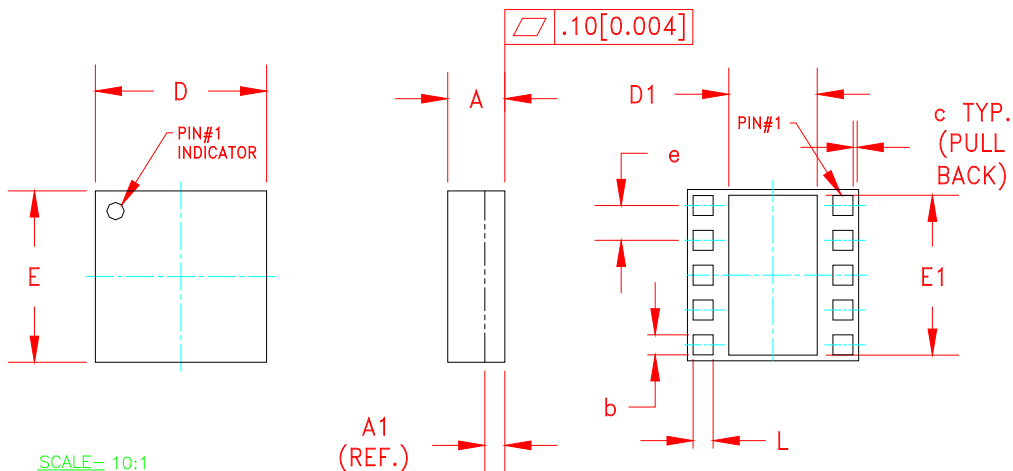 .10[0.004]
D
A
D1
c TYP.
(PULL
BACK)
PIN#1
INDICATOR
PIN#1
e
E
E1
b
L
A1
(REF.)
SCALE- 10:1